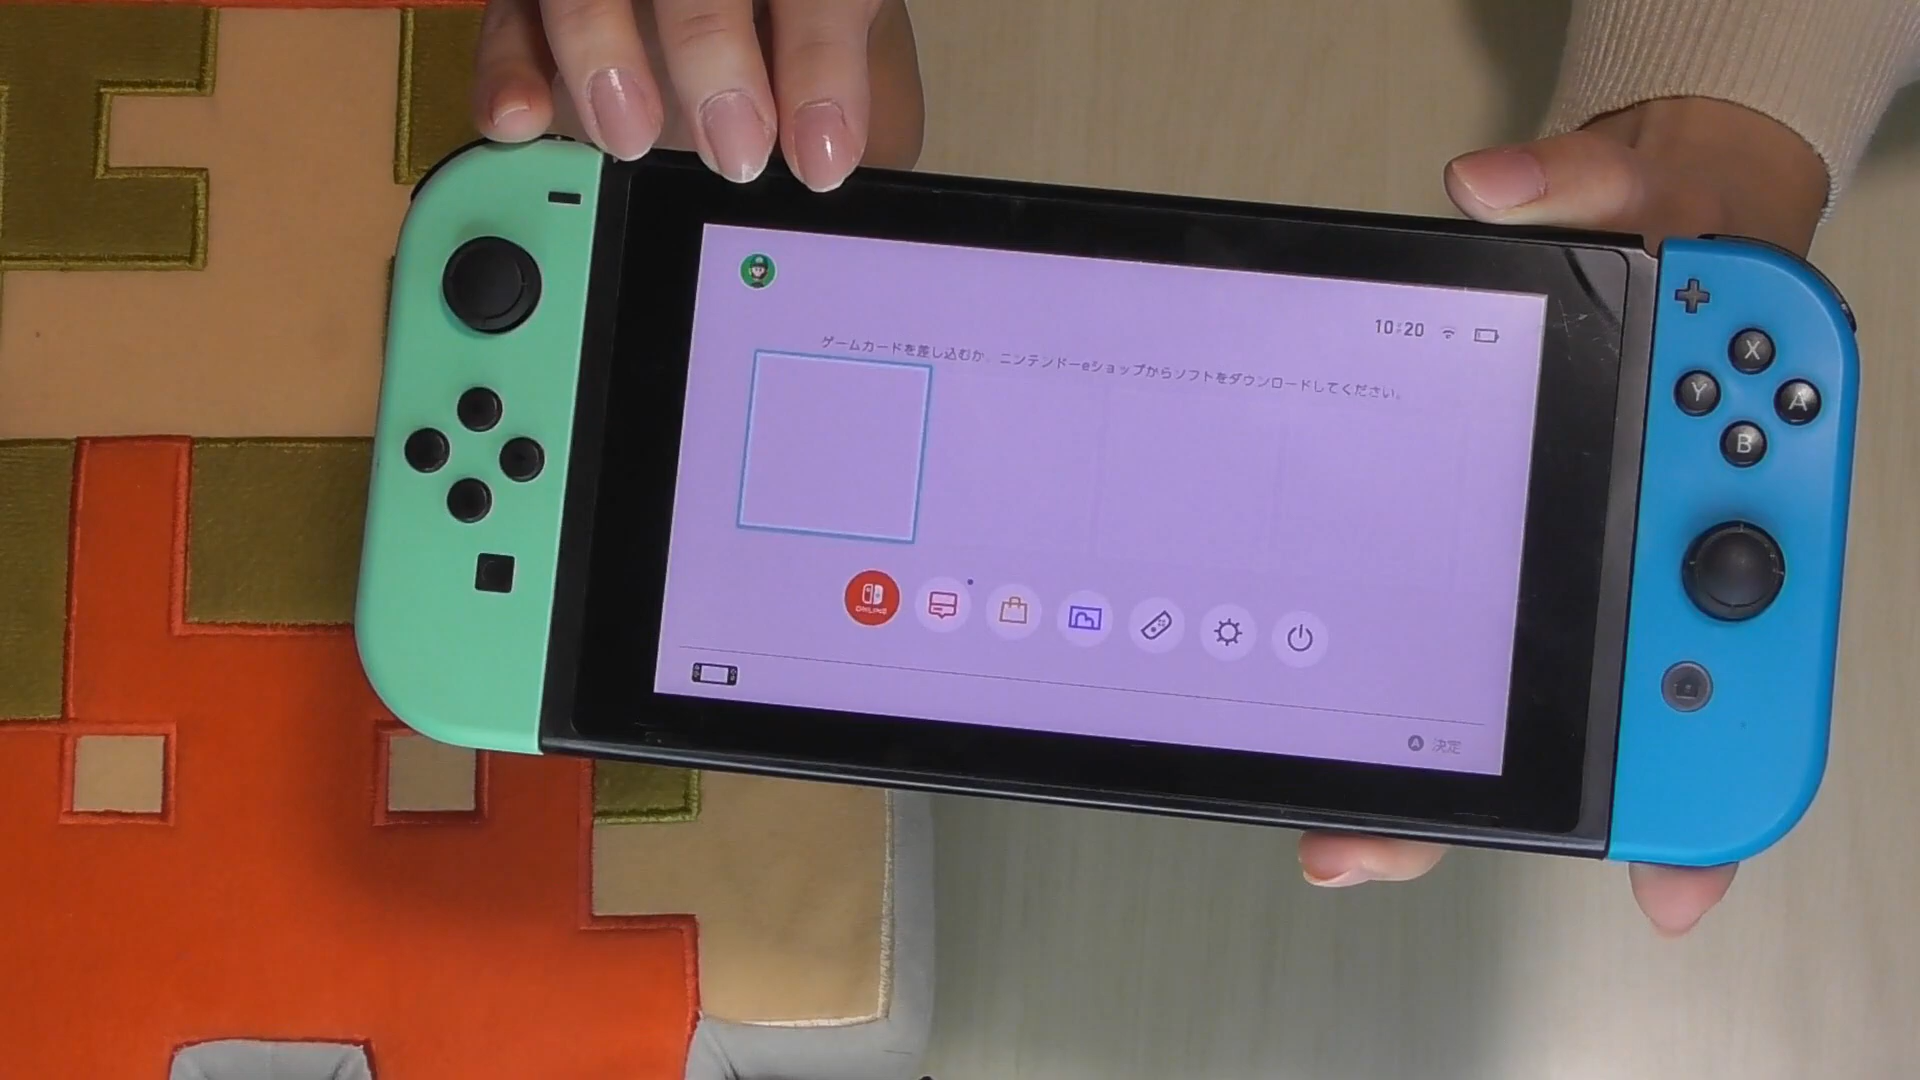 10:20
ゲームカードを差し込むか、ニンテンドーeショップからソフトをダウンロードしてください。
ONLINE
A 決定
X
Y
A
B